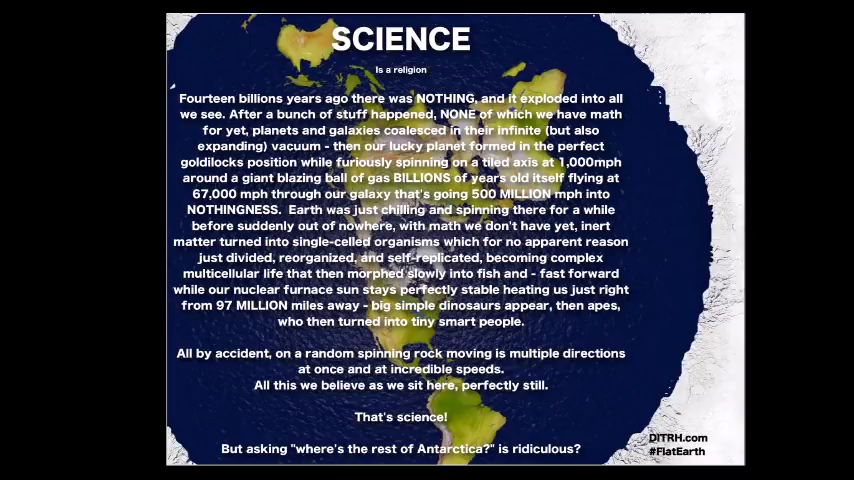 SCIENCE
Is a religion
Fourteen billions years ago there was NOTHING, and it exploded into all
we see. After a bunch of stuff happened, NONE of which we have math
for yet, planets and galaxies coalesced in their infinite (but also
expanding) vacuum - then our lucky planet formed in the perfect
goldilocks position while furiously spinning on a tiled axis at 1,000mph
around a giant blazing ball of gas BILLIONS of years old itself flying at
67,000 mph through our galaxy that's going 500 MILLION mph into
NOTHINGNESS. Earth was just chilling and spinning there for a while
before suddenly out of nowhere, with math we don't have yet, inert
matter turned into single-celled organisms which for no apparent reason
just divided, reorganized, and self-replicated, becoming complex
multicellular life that then morphed slowly into fish and - fast forward
while our nuclear furnace sun stays perfectly stable heating us just right
from 97 MILLION miles away - big simple dinosaurs appear, then apes,
who then turned into tiny smart people.
All by accident, on a random spinning rock moving is multiple directions
at once and at incredible speeds.
All this we believe as we sit here, perfectly still.
That's science!
But asking "where's the rest of Antarctica?" is ridiculous?
DITRH.com
#FlatEarth